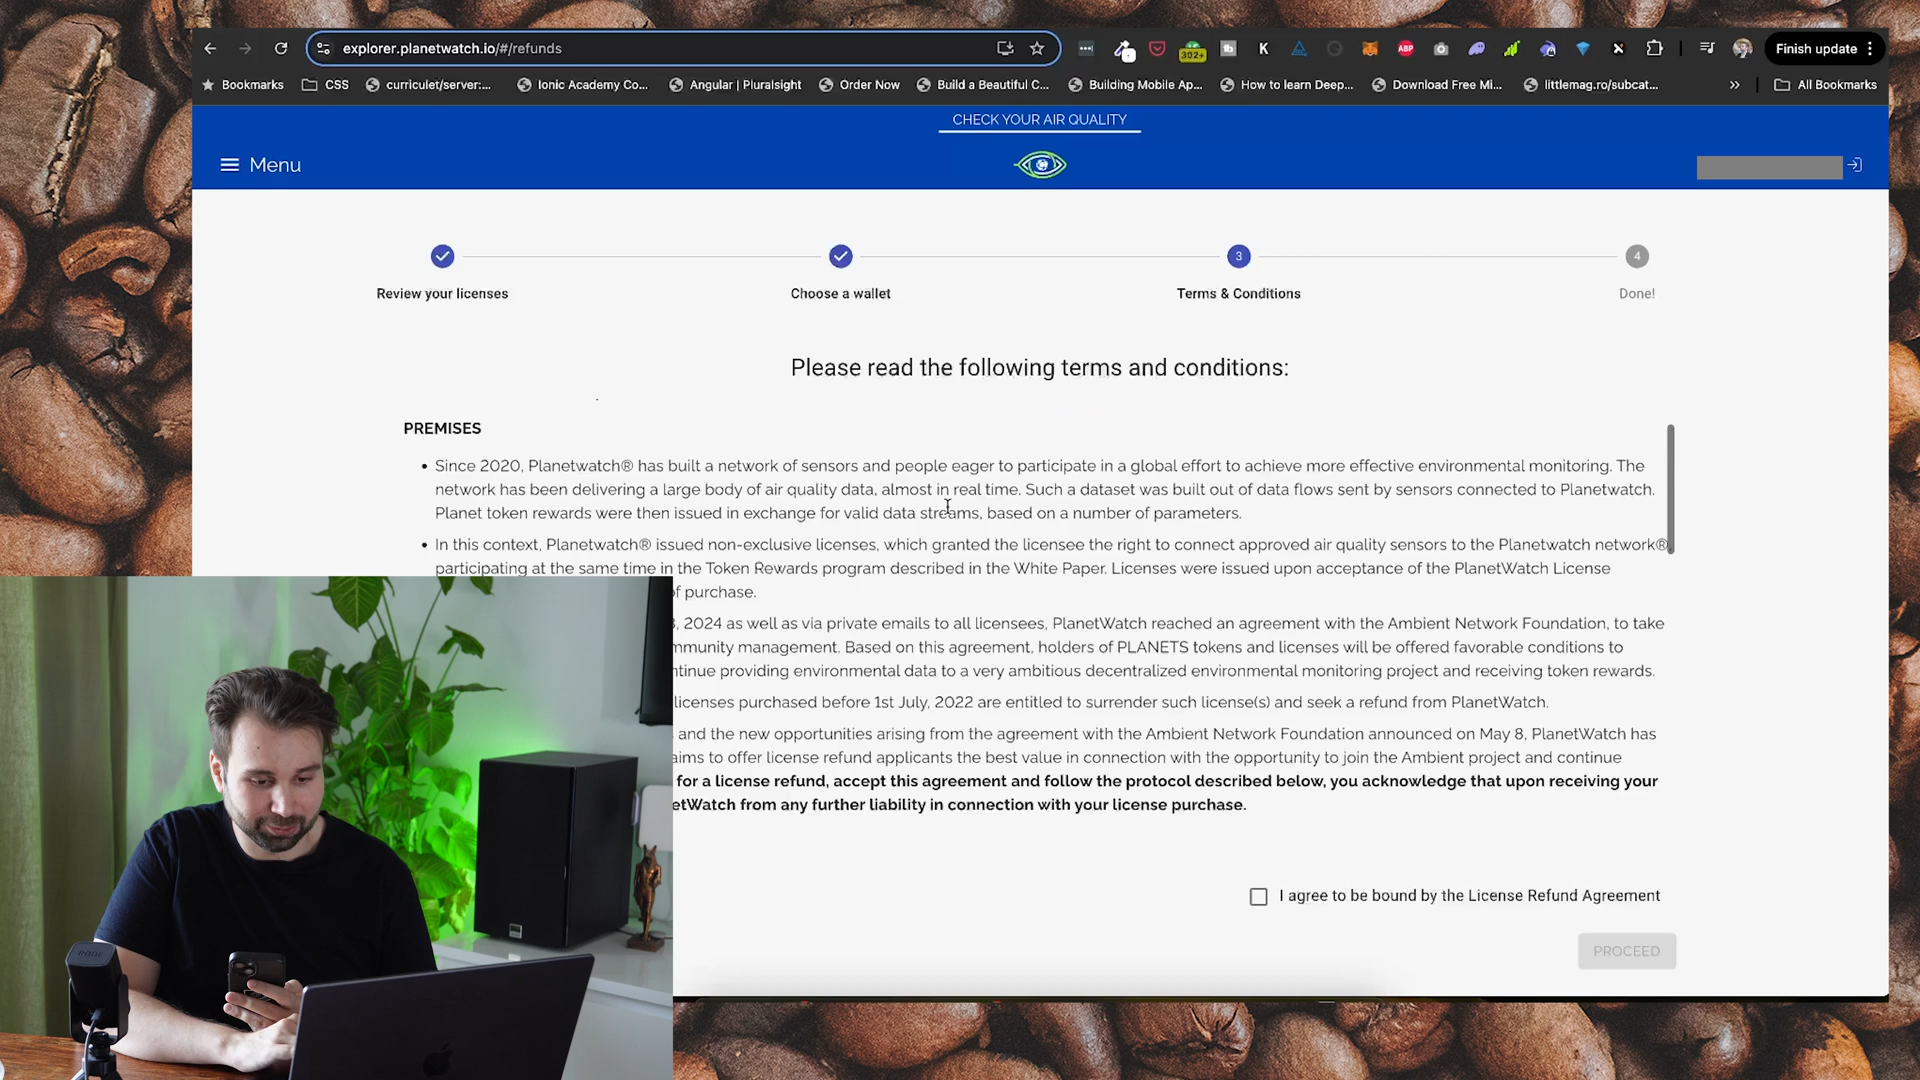 explorer.planetwatch.io/#/refunds
302+
K
ABP
Finish update
Bookmarks
CSS
curriculet/server:...
Ionic Academy Co...
Angular | Pluralsight
Order Now
Build a Beautiful C...
Building Mobile Ap...
How to learn Deep...
Download Free Mi...
littlemag.ro/subcat...
»
All Bookmarks
CHECK YOUR AIR QUALITY
Menu
3
4
Review your licenses
Choose a wallet
Terms & Conditions
Done!
Please read the following terms and conditions:
PREMISES
• Since 2020, Planetwatch® has built a network of sensors and people eager to participate in a global effort to achieve more effective environmental monitoring. The
network has been delivering a large body of air quality data, almost in real time. Such a dataset was built out of data flows sent by sensors connected to Planetwatch.
Planet token rewards were then issued in exchange for valid data streams, based on a number of parameters.
• In this context, Planetwatch® issued non-exclusive licenses, which granted the licensee the right to connect approved air quality sensors to the Planetwatch network®
participating at the same time in the Token Rewards program described in the White Paper. Licenses were issued upon acceptance of the PlanetWatch License
of purchase.
, 2024 as well as via private emails to all licensees, PlanetWatch reached an agreement with the Ambient Network Foundation, to take
mmunity management. Based on this agreement, holders of PLANETS tokens and licenses will be offered favorable conditions to
ntinue providing environmental data to a very ambitious decentralized environmental monitoring project and receiving token rewards.
licenses purchased before 1st July, 2022 are entitled to surrender such license(s) and seek a refund from PlanetWatch.
and the new opportunities arising from the agreement with the Ambient Network Foundation announced on May 8, PlanetWatch has
aims to offer license refund applicants the best value in connection with the opportunity to join the Ambient project and continue
for a license refund, accept this agreement and follow the protocol described below, you acknowledge that upon receiving your
etWatch from any further liability in connection with your license purchase.
I agree to be bound by the License Refund Agreement
PROCEED
RODE